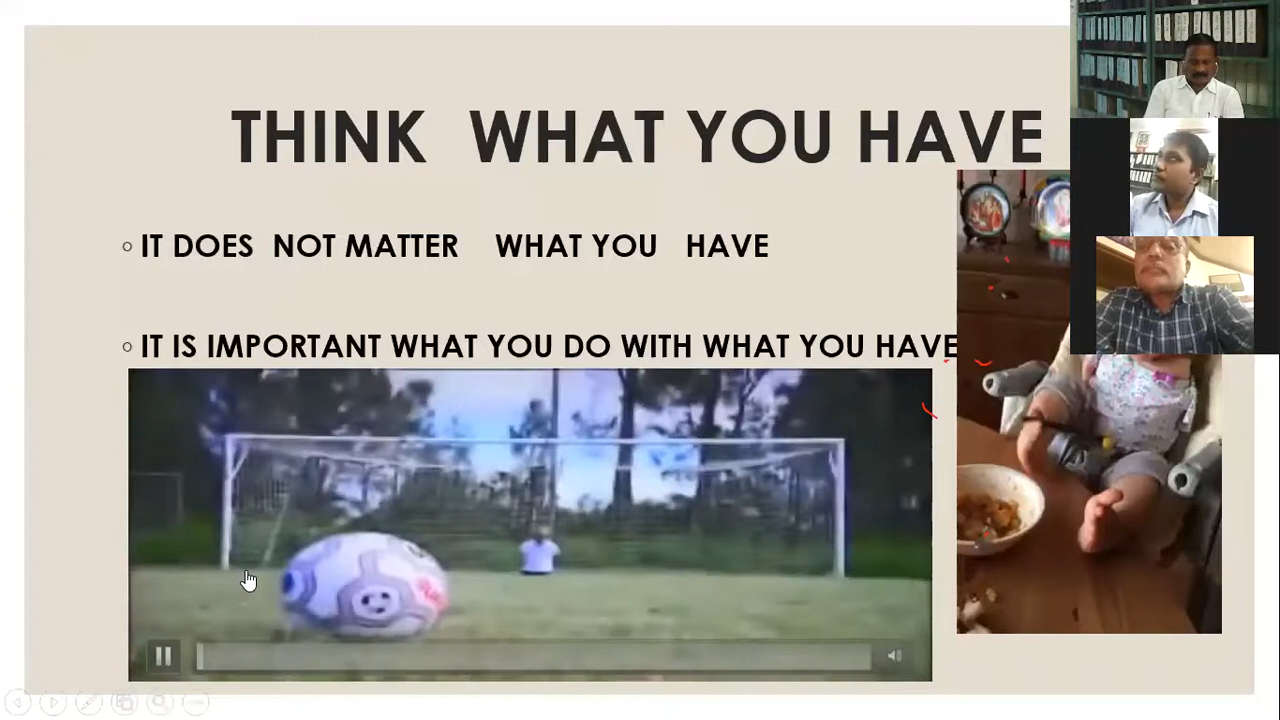 THINK WHAT YOU HAVE
IT DOES NOT MATTER WHAT YOU HAVE
IT IS IMPORTANT WHAT YOU DO WITH WHAT YOU HAVE